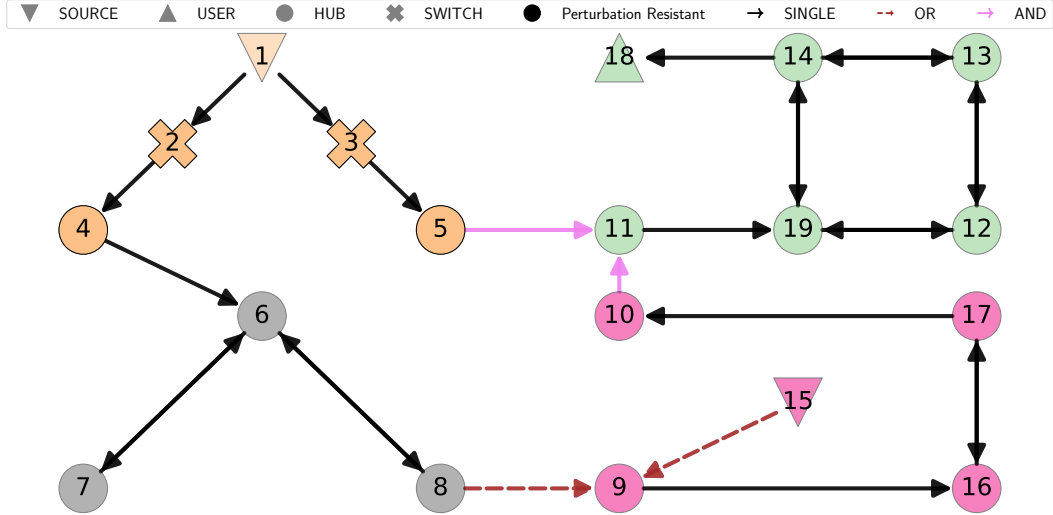 SOURCE USER HUB SWITCH Perturbation Resistant SINGLE OR AND
1 18 14 13
2 3
4 5 11 19 12
6 10 17
15
7 8 9 16